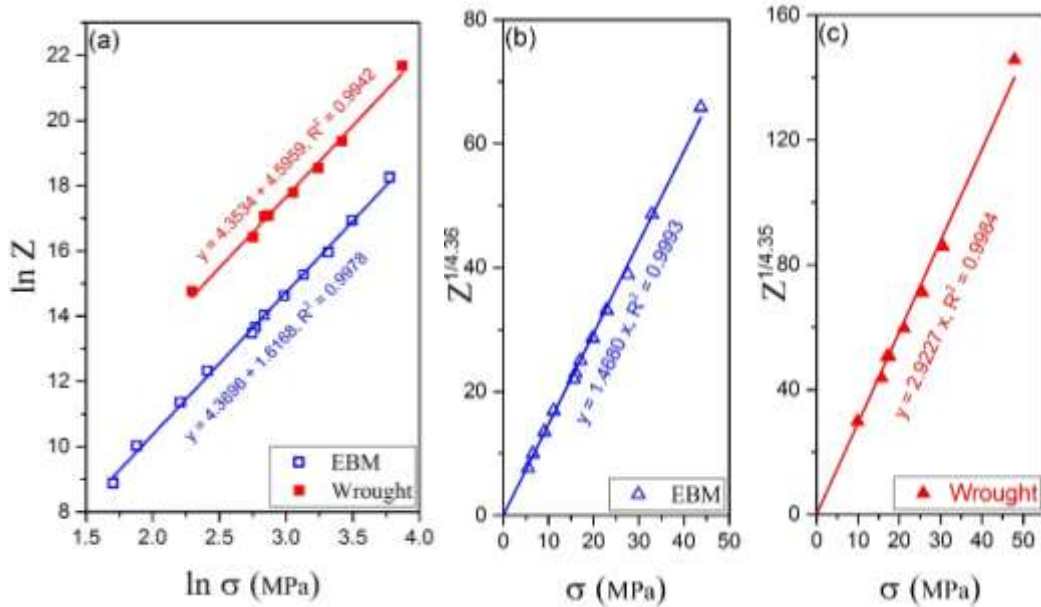 (a)
22
20
18
16
14
12
10
8
ln Z
y = 4.3534 + 4.5959, R² = 0.9942
y = 4.3696 + 1.6168, R² = 0.9978
EBM
Wrought
1.5 2.0 2.5 3.0 3.5 4.0
ln σ (MPa)
(b)
80
60
40
20
0
Z^1/4.36
y = 1.4680 x, R² = 0.9993
EBM
0 10 20 30 40 50
σ (MPa)
(c)
160
120
80
40
0
Z^1/4.35
y = 2.9227 x, R² = 0.9984
Wrought
0 10 20 30 40 50
σ (MPa)